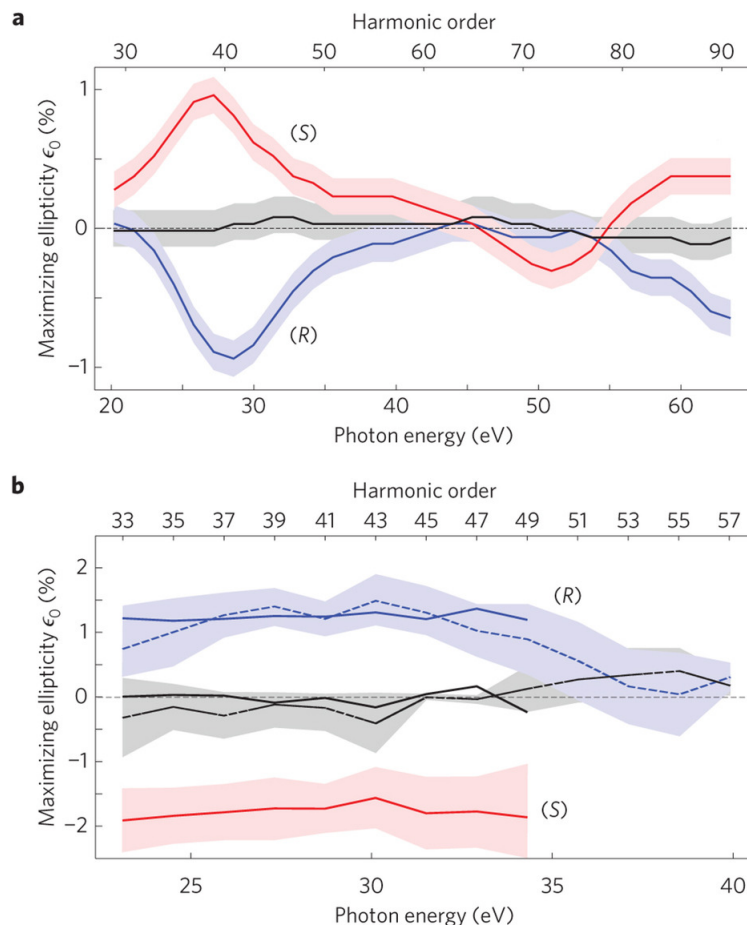 a
Harmonic order
30 40 50 60 70 80 90
Maximizing ellipticity ϵ0 (%)
1
0
−1
(S)
(R)
20 30 40 50 60
Photon energy (eV)
b
Harmonic order
33 35 37 39 41 43 45 47 49 51 53 55 57
Maximizing ellipticity ϵ0 (%)
2
1
0
−1
−2
(R)
(S)
25 30 35 40
Photon energy (eV)